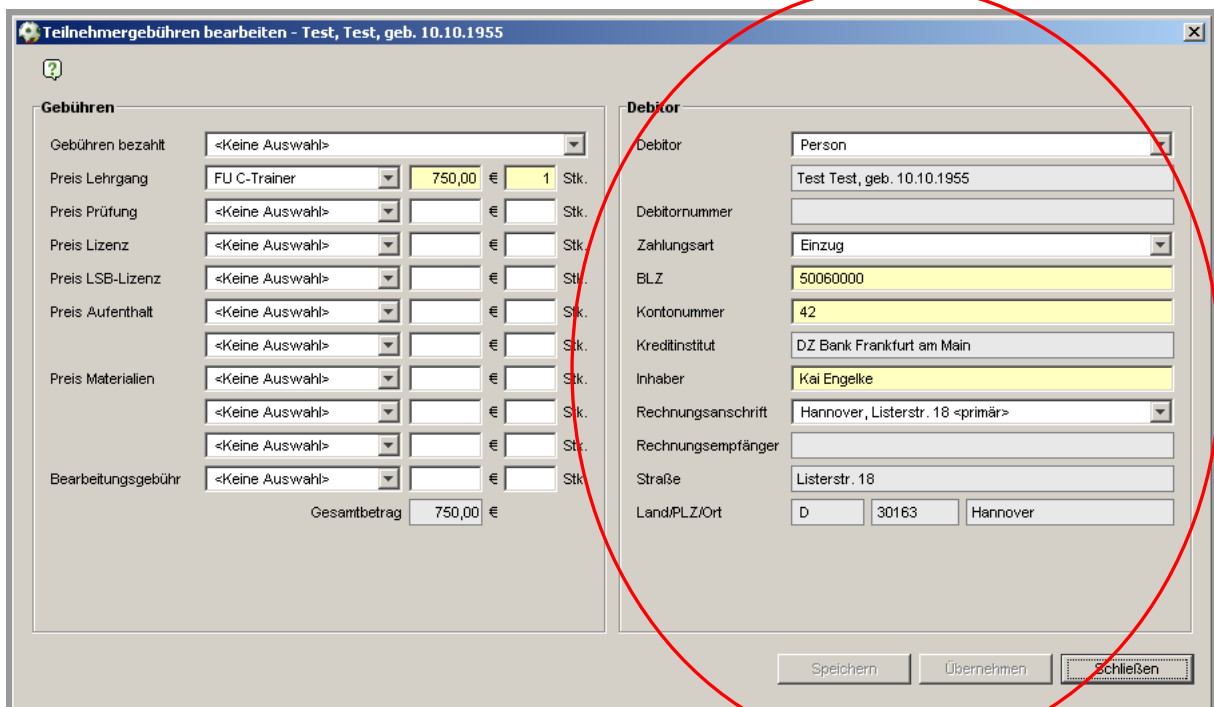 Teilnehmergebühren bearbeiten - Test, Test, geb. 10.10.1955
Gebühren
Gebühren bezahlt <Keine Auswahl>
Preis Lehrgang FU C-Trainer 750,00 € 1 Stk.
Preis Prüfung <Keine Auswahl> € Stk.
Preis Lizenz <Keine Auswahl> € Stk.
Preis LSB-Lizenz <Keine Auswahl> € Stk.
Preis Aufenthalt <Keine Auswahl> € Stk.
<Keine Auswahl> € Stk.
Preis Materialien <Keine Auswahl> € Stk.
<Keine Auswahl> € Stk.
<Keine Auswahl> € Stk.
Bearbeitungsgebühr <Keine Auswahl> € Stk
Gesamtbetrag 750,00 €
Debitor
Debitor Person
Test Test, geb. 10.10.1955
Debitornummer
Zahlungsart Einzug
BLZ 50060000
Kontonummer 42
Kreditinstitut DZ Bank Frankfurt am Main
Inhaber Kai Engelke
Rechnungsanschrift Hannover, Listerstr. 18 <primär>
Rechnungsempfänger
Straße Listerstr. 18
Land/PLZ/Ort D 30163 Hannover
Speichern Übernehmen Schließen